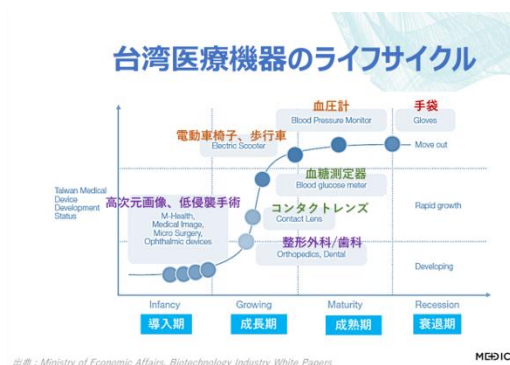 台湾医療機器のライフサイクル
血圧計
Blood Pressure Monitor
手袋
Gloves
電動車椅子、歩行車
Electric Scooter
Move out
血糖測定器
Blood glucose meter
Taiwan Medical
Device
Development
Status
高次元画像、低侵襲手術
M-Health,
Medical Image,
Micro Surgery,
Ophthalmic devices
コンタクトレンズ
Contact Lens
Rapid growth
整形外科/歯科
Orthopedics, Dental
Developing
Infancy
Growing
Maturity
Recession
導入期
成長期
成熟期
衰退期
出典：Ministry of Economic Affairs, Biotechnology Industry White Papers
MEDIC